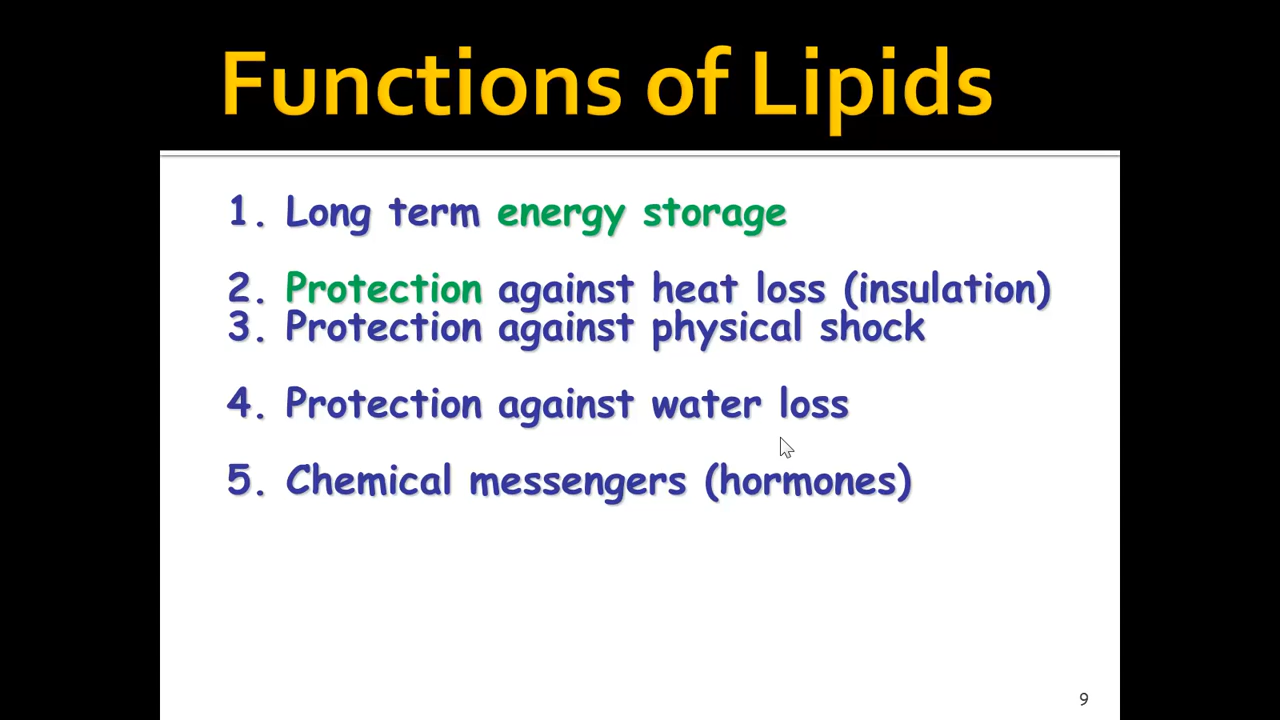 Functions of Lipids
1. Long term energy storage
2. Protection against heat loss (insulation)
3. Protection against physical shock
4. Protection against water loss
5. Chemical messengers (hormones)
9